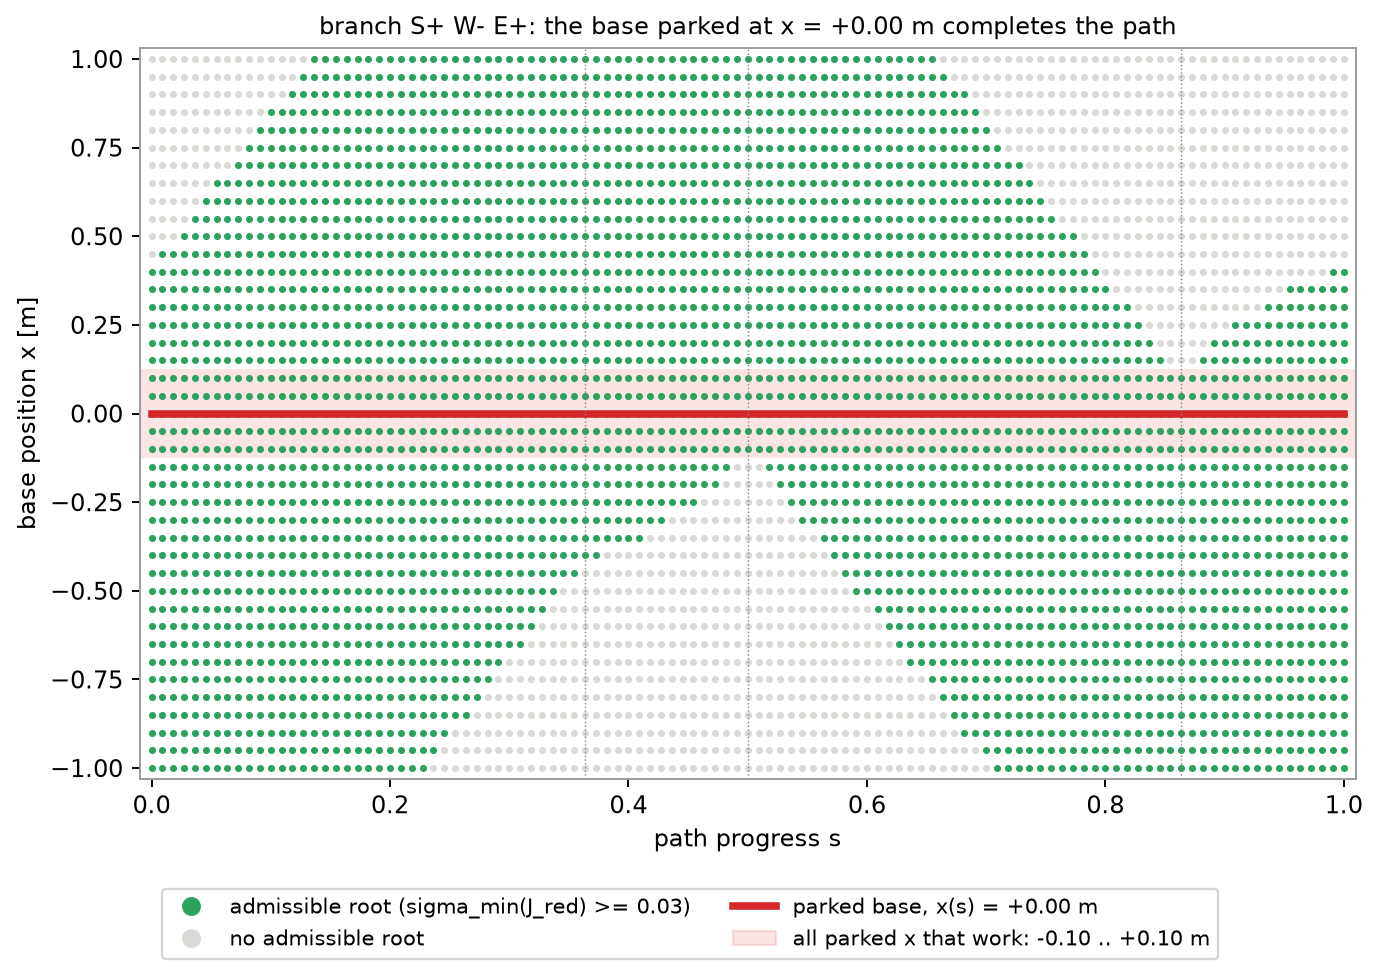 branch S+ W- E+: the base parked at x = +0.00 m completes the path
1.00
0.75
0.50
0.25
0.00
−0.25
−0.50
−0.75
−1.00
base position x [m]
0.0 0.2 0.4 0.6 0.8 1.0
path progress s
admissible root (sigma_min(J_red) >= 0.03)
no admissible root
parked base, x(s) = +0.00 m
all parked x that work: -0.10 .. +0.10 m